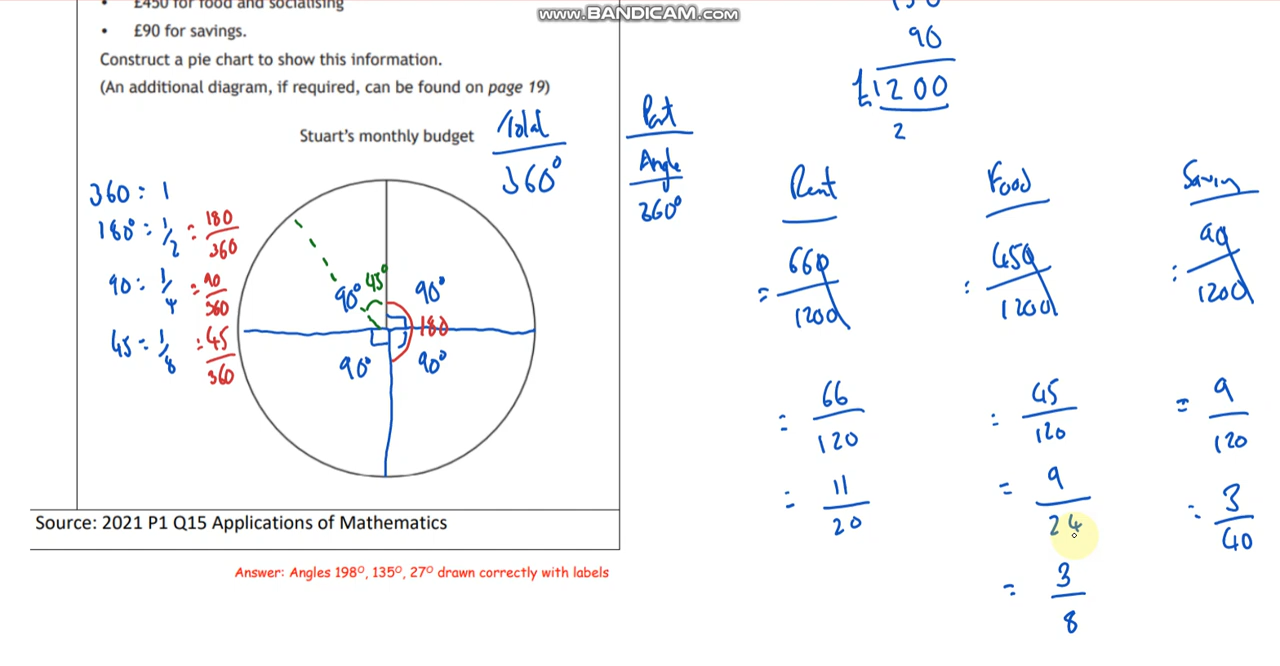 £450 for food and socialising
www.BANDICAM.com
• £90 for savings.
90
Construct a pie chart to show this information.
(An additional diagram, if required, can be found on page 19)
£1200
2
Stuart's monthly budget
Total
360°
Part
Angle
360°
Rent
Food
Saving
360 : 1
180° : 1/2 = 180/360
90 : 1/4 = 90/360
45 = 1/8 = 45/360
90° 45° 90°
180
90° 90°
= 660/1200
= 450/1200
= 90/1200
= 66/120
= 45/120
= 9/120
= 11/20
= 9/24
= 3/40
= 3/8
Source: 2021 P1 Q15 Applications of Mathematics
Answer: Angles 198°, 135°, 27° drawn correctly with labels